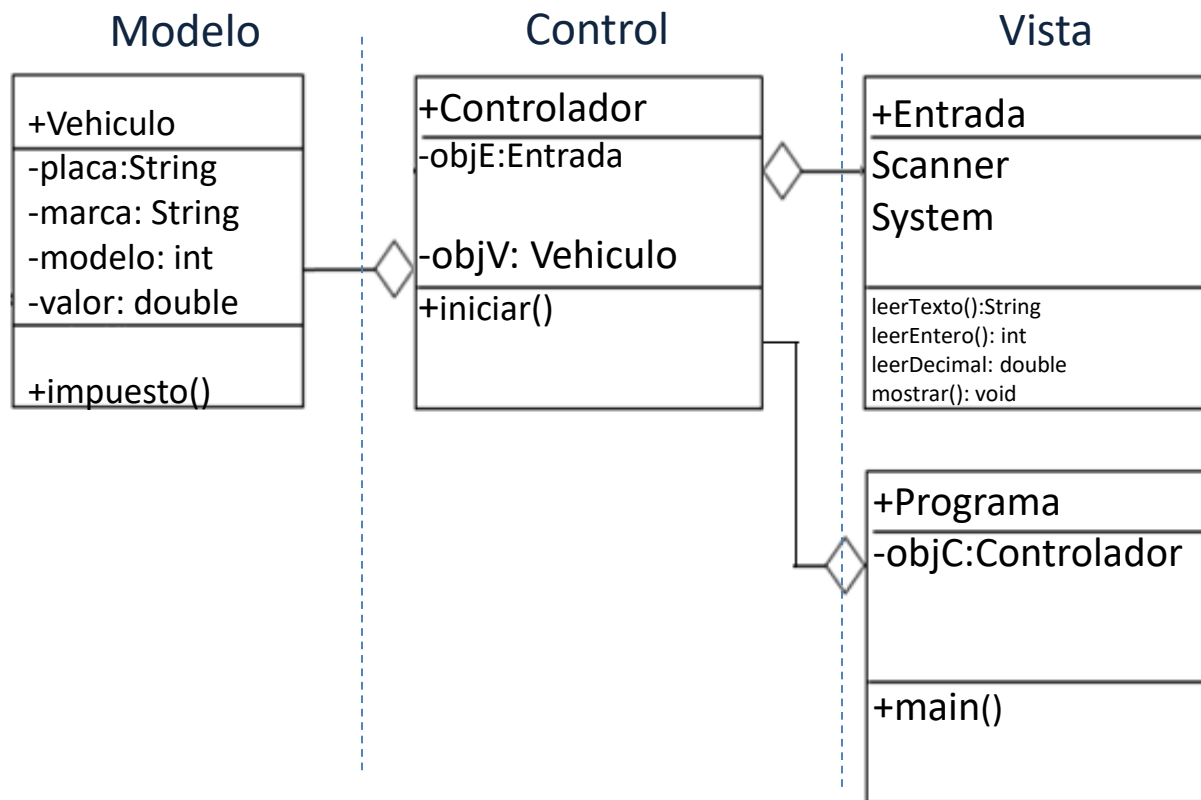 Modelo
+Vehiculo
-placa:String
-marca: String
-modelo: int
-valor: double
+impuesto()
Control
+Controlador
-objE:Entrada
-objV: Vehiculo
+iniciar()
Vista
+Entrada
Scanner
System
leerTexto():String
leerEntero(): int
leerDecimal: double
mostrar(): void
+Programa
-objC:Controlador
+main()